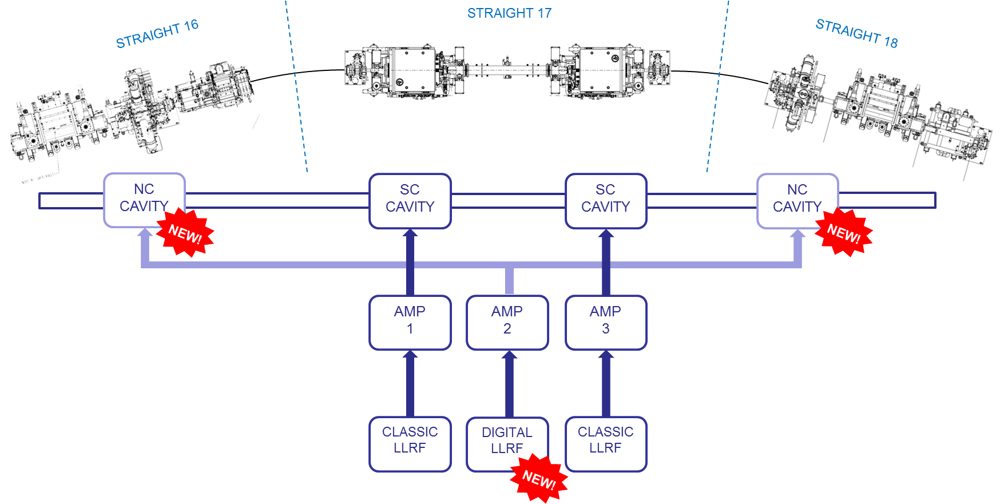 STRAIGHT 16
STRAIGHT 17
STRAIGHT 18
NC
CAVITY
NEW!
SC
CAVITY
SC
CAVITY
NC
CAVITY
NEW!
AMP
1
AMP
2
AMP
3
CLASSIC
LLRF
DIGITAL
LLRF
NEW!
CLASSIC
LLRF